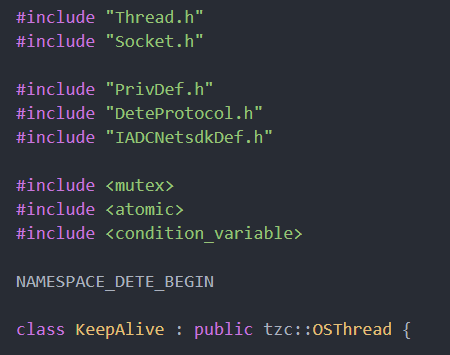 #include "Thread.h"
#include "Socket.h"
#include "PrivDef.h"
#include "DeteProtocol.h"
#include "IADCNetsdkDef.h"
#include <mutex>
#include <atomic>
#include <condition_variable>
NAMESPACE_DETE_BEGIN
class KeepAlive : public tzc::OSThread {